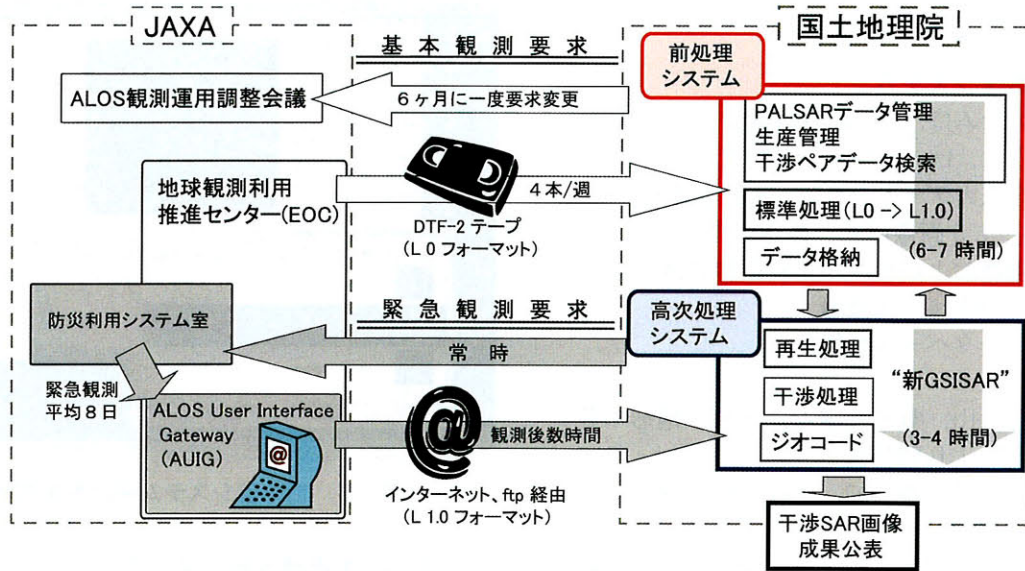 JAXA
国土地理院
基本観測要求
前処理
システム
ALOS観測運用調整会議
6ヶ月に一度要求変更
PALSARデータ管理
生産管理
干渉ペアデータ検索
地球観測利用
推進センター(EOC)
4本/週
標準処理(L0 -> L1.0)
DTF-2 テープ
(L 0 フォーマット)
データ格納
(6-7 時間)
緊急観測要求
高次処理
システム
防災利用システム室
常 時
再生処理
“新GSISAR”
緊急観測
平均8日
干渉処理
ALOS User Interface
Gateway
(AUIG)
@
@
観測後数時間
ジオコード
(3-4 時間)
インターネット、ftp 経由
(L 1.0 フォーマット)
干渉SAR画像
成果公表